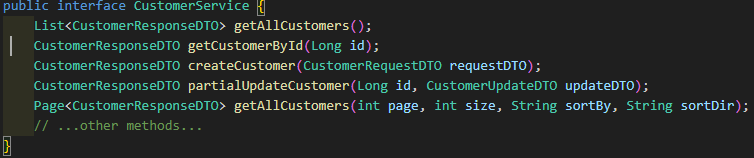 public interface CustomerService {
    List<CustomerResponseDTO> getAllCustomers();
    CustomerResponseDTO getCustomerById(Long id);
    CustomerResponseDTO createCustomer(CustomerRequestDTO requestDTO);
    CustomerResponseDTO partialUpdateCustomer(Long id, CustomerUpdateDTO updateDTO);
    Page<CustomerResponseDTO> getAllCustomers(int page, int size, String sortBy, String sortDir);
    // ...other methods...
}